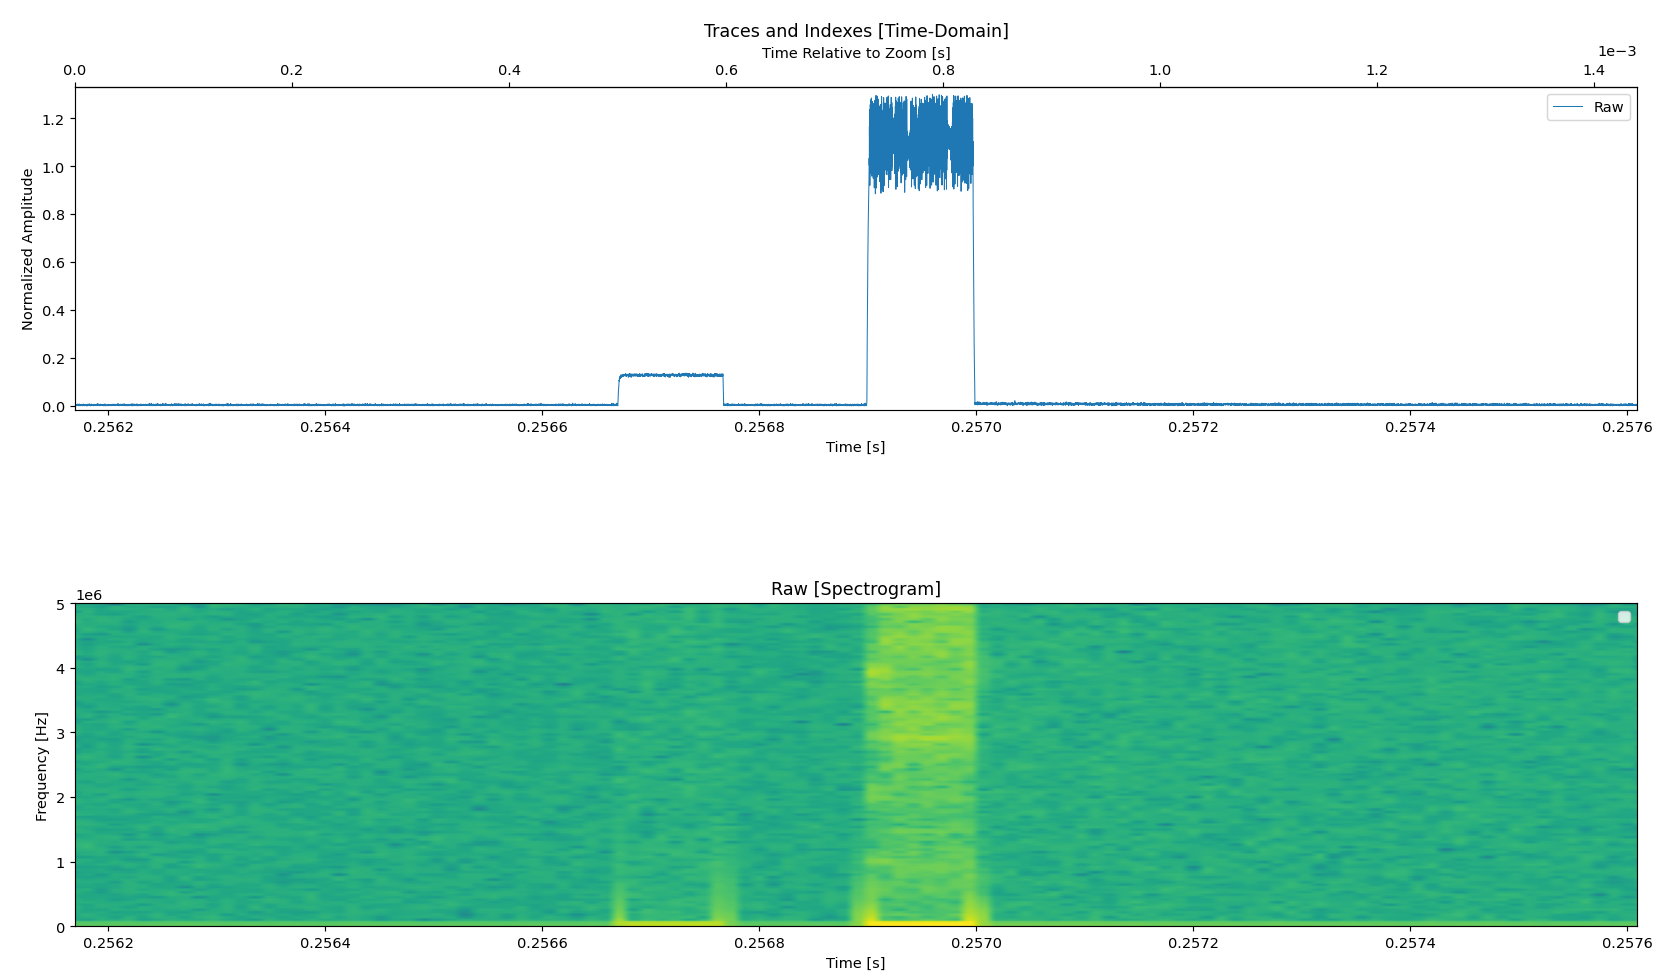 Traces and Indexes [Time-Domain]
Time Relative to Zoom [s]
1e−3
0.0 0.2 0.4 0.6 0.8 1.0 1.2 1.4
Raw
Normalized Amplitude
1.2
1.0
0.8
0.6
0.4
0.2
0.0
0.2562 0.2564 0.2566 0.2568 0.2570 0.2572 0.2574 0.2576
Time [s]
Raw [Spectrogram]
1e6
Frequency [Hz]
5
4
3
2
1
0
0.2562 0.2564 0.2566 0.2568 0.2570 0.2572 0.2574 0.2576
Time [s]